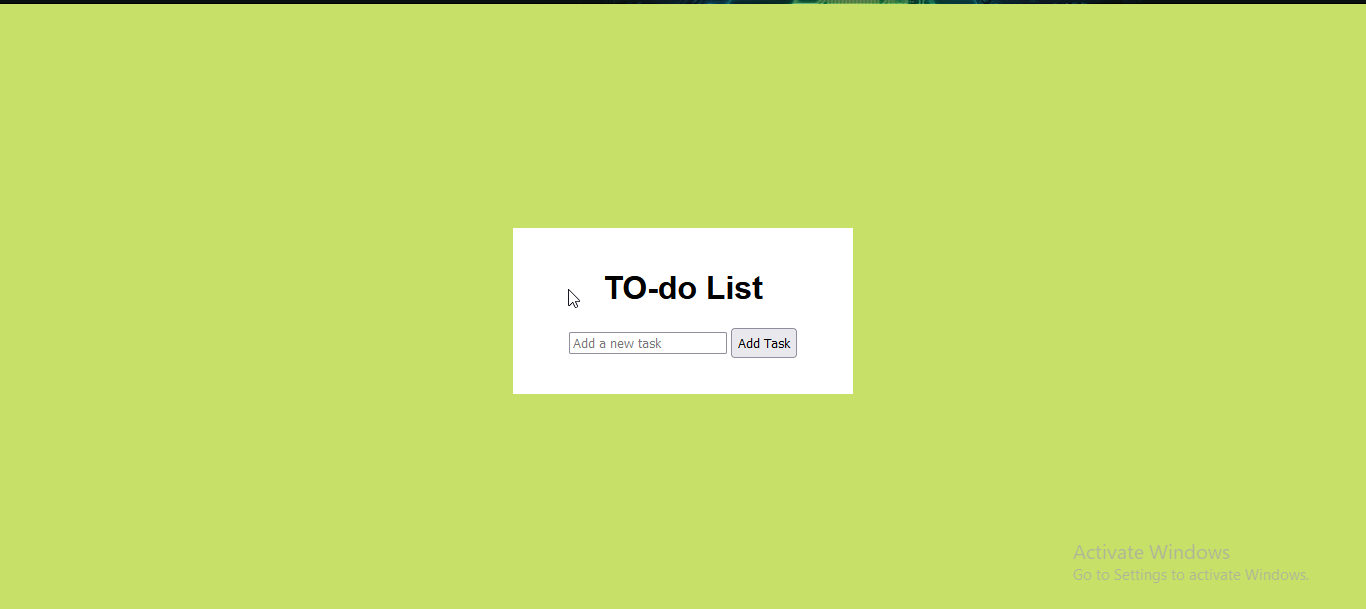 TO-do List
Add a new task
Add Task
Activate Windows
Go to Settings to activate Windows.